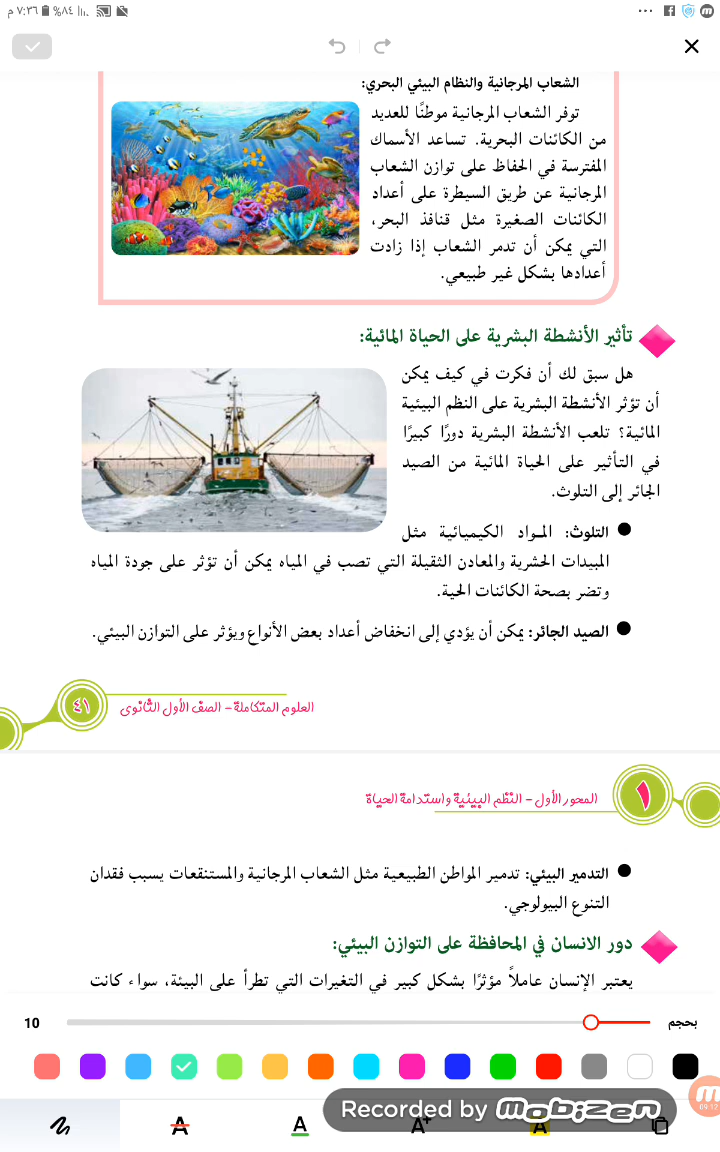 ٧:٣٦ م ٨٤%
الشعاب المرجانية والنظام البيئي البحري:
توفر الشعاب المرجانية موطنًا للعديد
من الكائنات البحرية. تساعد الأسماك
المفترسة في الحفاظ على توازن الشعاب
المرجانية عن طريق السيطرة على أعداد
الكائنات الصغيرة مثل قنافذ البحر،
التي يمكن أن تدمر الشعاب إذا زادت
أعدادها بشكل غير طبيعي.
تأثير الأنشطة البشرية على الحياة المائية:
هل سبق لك أن فكرت في كيف يمكن
أن تؤثر الأنشطة البشرية على النظم البيئية
المائية؟ تلعب الأنشطة البشرية دورًا كبيرًا
في التأثير على الحياة المائية من الصيد
الجائر إلى التلوث.
● التلوث: المـواد الكيميائية مثل
المبيدات الحشرية والمعادن الثقيلة التي تصب في المياه يمكن أن تؤثر على جودة المياه
وتضر بصحة الكائنات الحية.
● الصيد الجائر: يمكن أن يؤدي إلى انخفاض أعداد بعض الأنواع ويؤثر على التوازن البيئي.
العلوم المتكاملة - الصف الأول الثانوى
٤١
١
المحور الأول - النظم البيئية واستدامة الحياة
● التدمير البيئي: تدمير المواطن الطبيعية مثل الشعاب المرجانية والمستنقعات يسبب فقدان
التنوع البيولوجي.
دور الانسان في المحافظة على التوازن البيئي:
يعتبر الإنسان عاملاً مؤثرًا بشكل كبير في التغيرات التي تطرأ على البيئة، سواء كانت
بحجم
10
Recorded by mobizen
09:12
A A A+ A